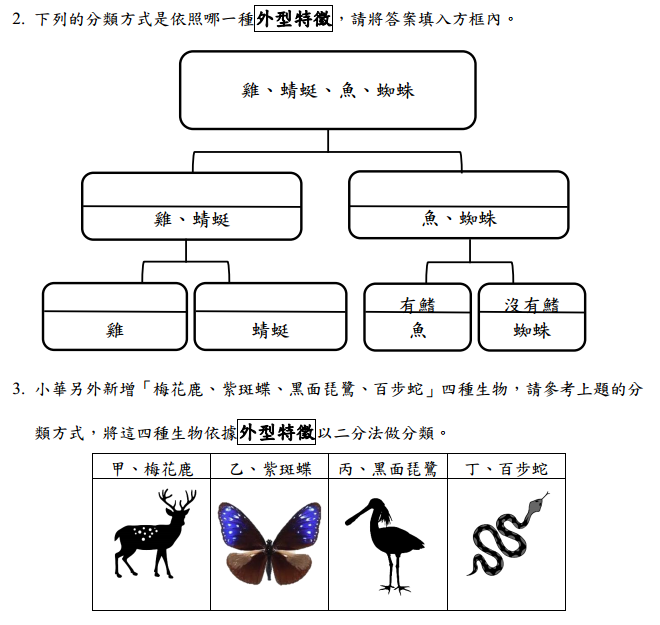 2. 下列的分類方式是依照哪一種外型特徵，請將答案填入方框內。
雞、蜻蜓、魚、蜘蛛
雞、蜻蜓
魚、蜘蛛
有鰭
沒有鰭
雞
蜻蜓
魚
蜘蛛
3. 小華另外新增「梅花鹿、紫斑蝶、黑面琵鷺、百步蛇」四種生物，請參考上題的分
類方式，將這四種生物依據外型特徵以二分法做分類。
甲、梅花鹿
乙、紫斑蝶
丙、黑面琵鷺
丁、百步蛇